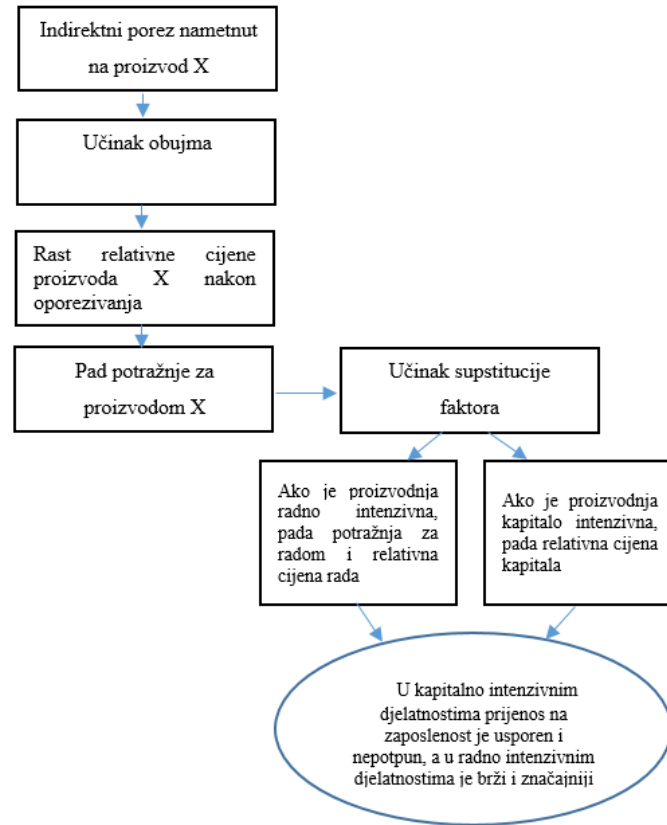 Indirektni porez nametnut
na proizvod X
Učinak obujma
Rast relativne cijene
proizvoda X nakon
oporezivanja
Pad potražnje za
proizvodom X
Učinak supstitucije
faktora
Ako je proizvodnja
radno intenzivna,
pada potražnja za
radom i relativna
cijena rada
Ako je proizvodnja
kapitalo intenzivna,
pada relativna cijena
kapitala
U kapitalno intenzivnim
djelatnostima prijenos na
zaposlenost je usporen i
nepotpun, a u radno intenzivnim
djelatnostima je brži i značajniji